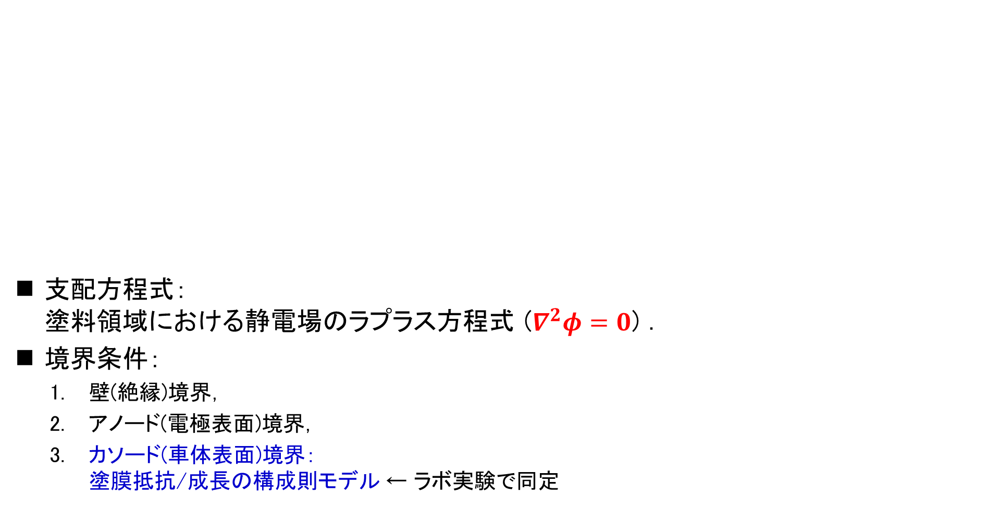 ■ 支配方程式:
塗料領域における静電場のラプラス方程式 (∇²ϕ = 0) .
■ 境界条件:
1. 壁(絶縁)境界,
2. アノード(電極表面)境界,
3. カソード(車体表面)境界:
塗膜抵抗/成長の構成則モデル ← ラボ実験で同定